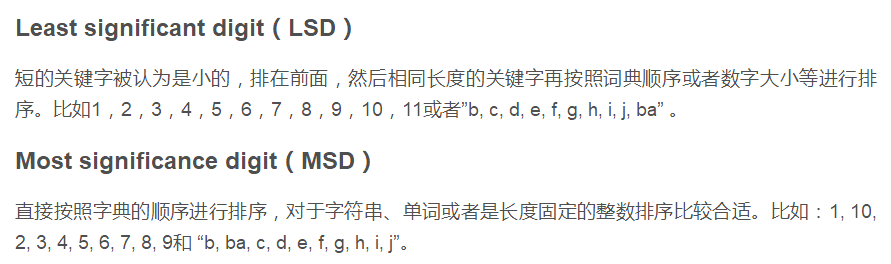 Least significant digit（LSD）
短的关键字被认为是小的，排在前面，然后相同长度的关键字再按照词典顺序或者数字大小等进行排
序。比如1，2，3，4，5，6，7，8，9，10，11或者”b, c, d, e, f, g, h, i, j, ba” 。
Most significance digit（MSD）
直接按照字典的顺序进行排序，对于字符串、单词或者是长度固定的整数排序比较合适。比如：1, 10,
2, 3, 4, 5, 6, 7, 8, 9和 “b, ba, c, d, e, f, g, h, i, j”。